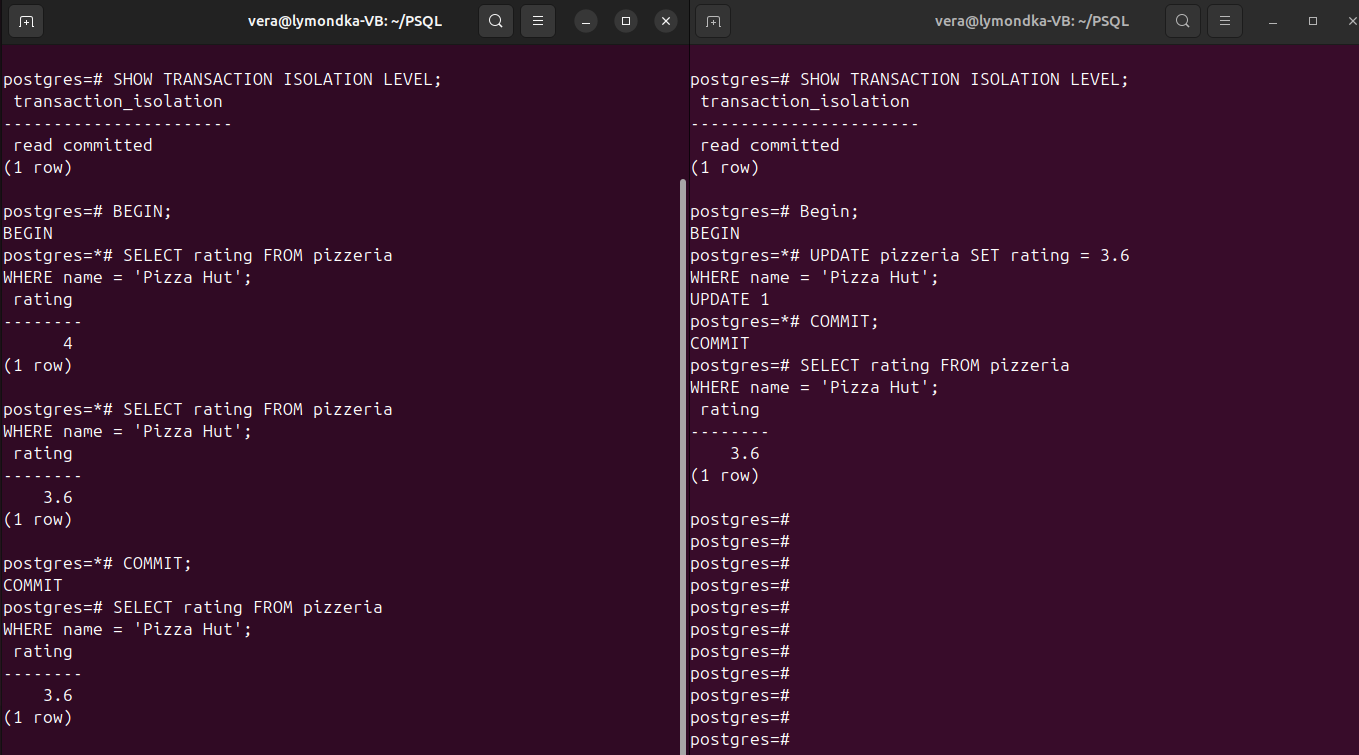 vera@lymondka-VB: ~/PSQL
postgres=# SHOW TRANSACTION ISOLATION LEVEL;
 transaction_isolation
-----------------------
 read committed
(1 row)
postgres=# BEGIN;
BEGIN
postgres=*# SELECT rating FROM pizzeria
WHERE name = 'Pizza Hut';
 rating
--------
      4
(1 row)
postgres=*# SELECT rating FROM pizzeria
WHERE name = 'Pizza Hut';
 rating
--------
    3.6
(1 row)
postgres=*# COMMIT;
COMMIT
postgres=# SELECT rating FROM pizzeria
WHERE name = 'Pizza Hut';
 rating
--------
    3.6
(1 row)
vera@lymondka-VB: ~/PSQL
postgres=# SHOW TRANSACTION ISOLATION LEVEL;
 transaction_isolation
-----------------------
 read committed
(1 row)
postgres=# Begin;
BEGIN
postgres=*# UPDATE pizzeria SET rating = 3.6
WHERE name = 'Pizza Hut';
UPDATE 1
postgres=*# COMMIT;
COMMIT
postgres=# SELECT rating FROM pizzeria
WHERE name = 'Pizza Hut';
 rating
--------
    3.6
(1 row)
postgres=#
postgres=#
postgres=#
postgres=#
postgres=#
postgres=#
postgres=#
postgres=#
postgres=#
postgres=#
postgres=#